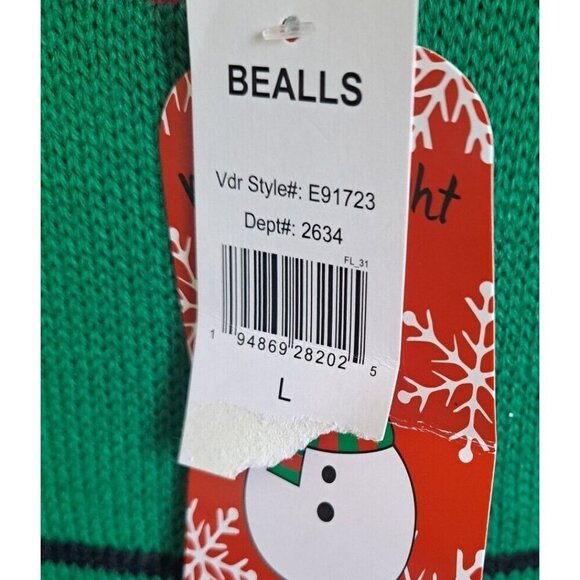 BEALLS
Vdr Style#: E91723
Dept#: 2634
FL_31
1 94869 28202 5
L